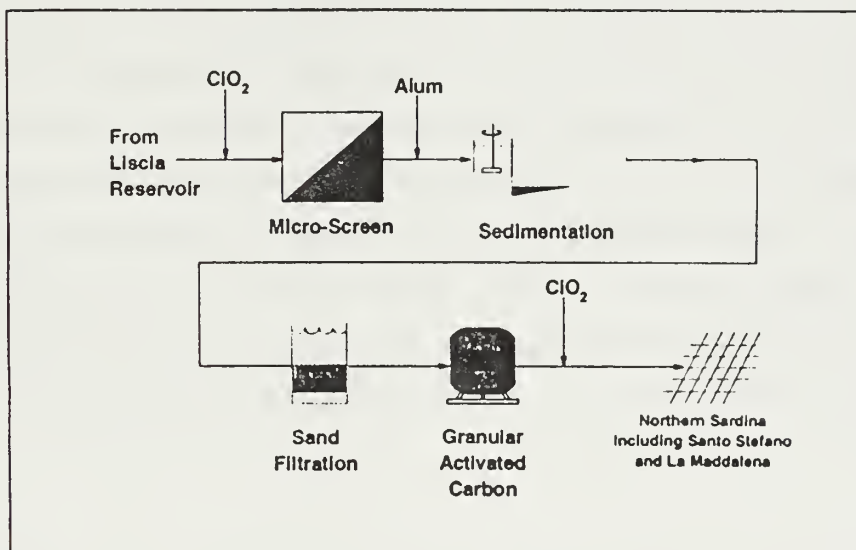 ClO₂
Alum
From
Liscia
Reservoir
Micro-Screen
Sedimentation
ClO₂
Sand
Filtration
Granular
Activated
Carbon
Northern Sardina
Including Santo Stefano
and La Maddalena